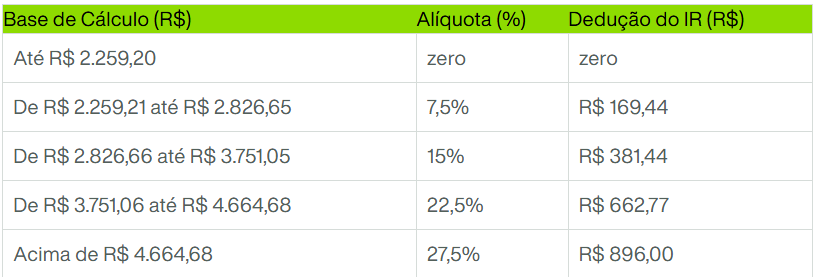 Base de Cálculo (R$) Alíquota (%) Dedução do IR (R$)
Até R$ 2.259,20 zero zero
De R$ 2.259,21 até R$ 2.826,65 7,5% R$ 169,44
De R$ 2.826,66 até R$ 3.751,05 15% R$ 381,44
De R$ 3.751,06 até R$ 4.664,68 22,5% R$ 662,77
Acima de R$ 4.664,68 27,5% R$ 896,00